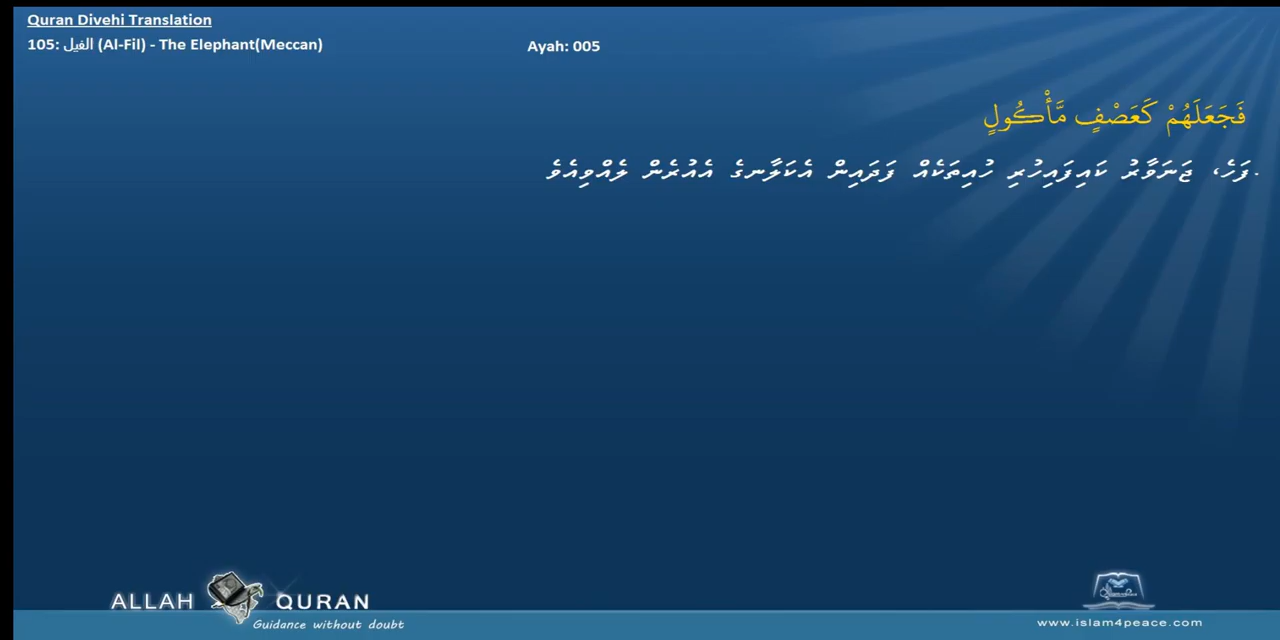 Quran Divehi Translation
105: الفيل (Al-Fil) - The Elephant(Meccan)
Ayah: 005
فَجَعَلَهُمْ كَعَصْفٍ مَّأْكُولٍ
ފަހެ، ޖަނަވާރު ކައިފައިހުރި ހުއިތަކެއް ފަދައިން އެކަލާނގެ އެއުރެން ލެއްވިއެވެ.
ALLAH QURAN
Guidance without doubt
www.islam4peace.com